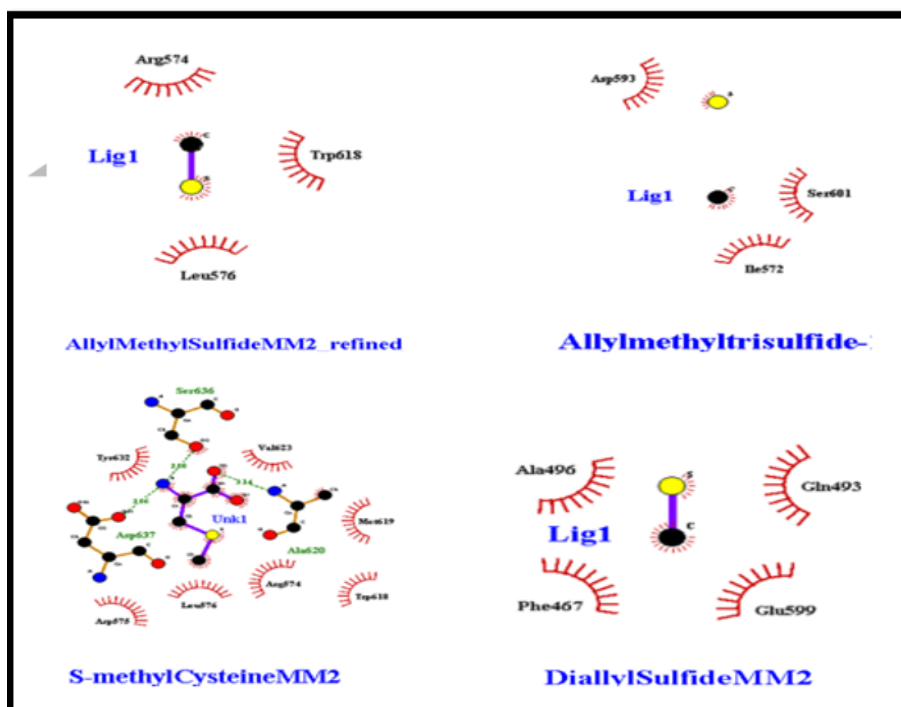 Arg574
Lig1
Trp618
Leu576
AllylMethylSulfideMM2_refined
Asp593
Lig1
Ser601
Ile572
Allylmethyltrisulfide-
Ser636
Tyr632
Val623
Unk1
Asp637
Met619
Ala620
Arg574
Leu576
Trp618
Asp575
S-methylCysteineMM2
Ala496
S
Gln493
Lig1
C
Phe467
Glu599
DiallylSulfideMM2